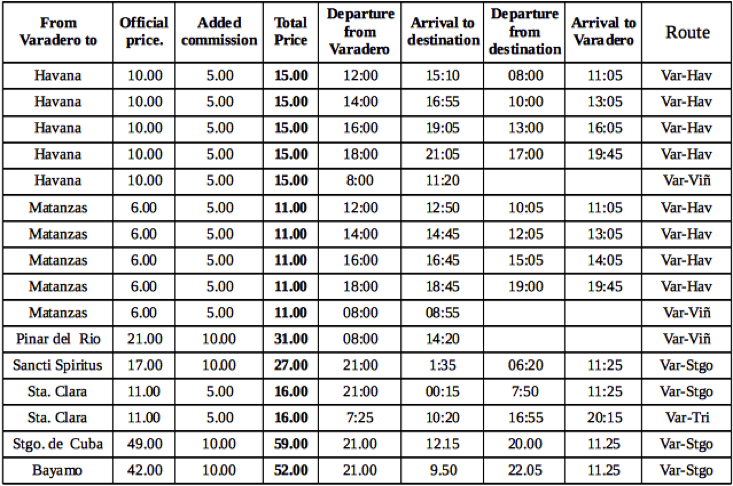 From Varadero to | Official price. | Added commission | Total Price | Departure from Varadero | Arrival to destination | Departure from destination | Arrival to Varadero | Route
Havana | 10.00 | 5.00 | 15.00 | 12:00 | 15:10 | 08:00 | 11:05 | Var-Hav
Havana | 10.00 | 5.00 | 15.00 | 14:00 | 16:55 | 10:00 | 13:05 | Var-Hav
Havana | 10.00 | 5.00 | 15.00 | 16:00 | 19:05 | 13:00 | 16:05 | Var-Hav
Havana | 10.00 | 5.00 | 15.00 | 18:00 | 21:05 | 17:00 | 19:45 | Var-Hav
Havana | 10.00 | 5.00 | 15.00 | 8:00 | 11:20 | | | Var-Viñ
Matanzas | 6.00 | 5.00 | 11.00 | 12:00 | 12:50 | 10:05 | 11:05 | Var-Hav
Matanzas | 6.00 | 5.00 | 11.00 | 14:00 | 14:45 | 12:05 | 13:05 | Var-Hav
Matanzas | 6.00 | 5.00 | 11.00 | 16:00 | 16:45 | 15:05 | 14:05 | Var-Hav
Matanzas | 6.00 | 5.00 | 11.00 | 18:00 | 18:45 | 19:00 | 19:45 | Var-Hav
Matanzas | 6.00 | 5.00 | 11.00 | 08:00 | 08:55 | | | Var-Viñ
Pinar del Rio | 21.00 | 10.00 | 31.00 | 08:00 | 14:20 | | | Var-Viñ
Sancti Spiritus | 17.00 | 10.00 | 27.00 | 21:00 | 1:35 | 06:20 | 11:25 | Var-Stgo
Sta. Clara | 11.00 | 5.00 | 16.00 | 21:00 | 00:15 | 7:50 | 11:25 | Var-Stgo
Sta. Clara | 11.00 | 5.00 | 16.00 | 7:25 | 10:20 | 16:55 | 20:15 | Var-Tri
Stgo. de Cuba | 49.00 | 10.00 | 59.00 | 21.00 | 12.15 | 20.00 | 11.25 | Var-Stgo
Bayamo | 42.00 | 10.00 | 52.00 | 21.00 | 9.50 | 22.05 | 11.25 | Var-Stgo